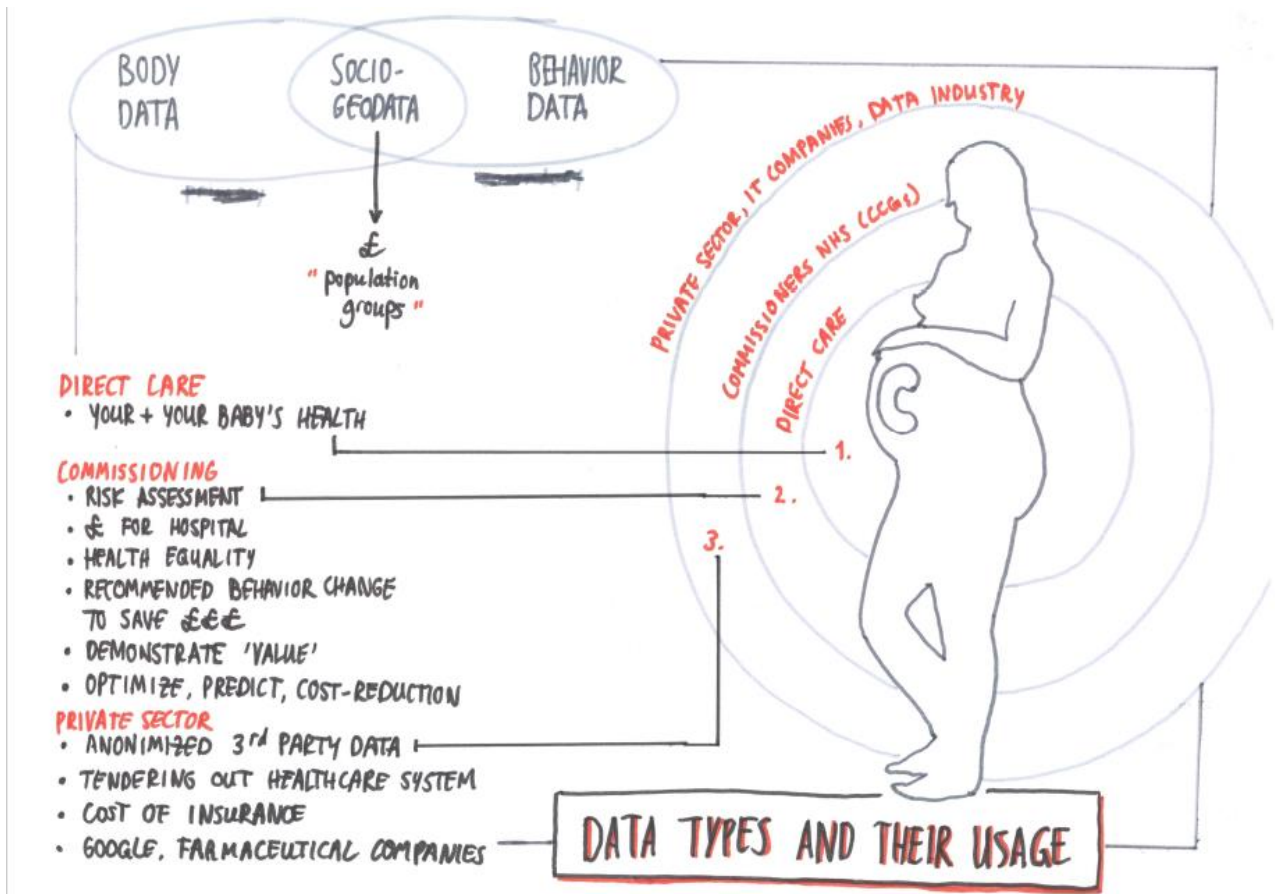 BODY
DATA
SOCIO-
GEODATA
BEHAVIOR
DATA
£
"population
groups"
PRIVATE SECTOR, IT COMPANIES, DATA INDUSTRY
COMMISSIONERS NHS (CCGs)
DIRECT CARE
1.
2.
3.
DIRECT CARE
• YOUR + YOUR BABY'S HEALTH
COMMISSIONING
• RISK ASSESSMENT
• £ FOR HOSPITAL
• HEALTH EQUALITY
• RECOMMENDED BEHAVIOR CHANGE
TO SAVE £££
• DEMONSTRATE 'VALUE'
• OPTIMIZE, PREDICT, COST-REDUCTION
PRIVATE SECTOR
• ANONIMIZED 3rd PARTY DATA
• TENDERING OUT HEALTHCARE SYSTEM
• COST OF INSURANCE
• GOOGLE, FARMACEUTICAL COMPANIES
DATA TYPES AND THEIR USAGE